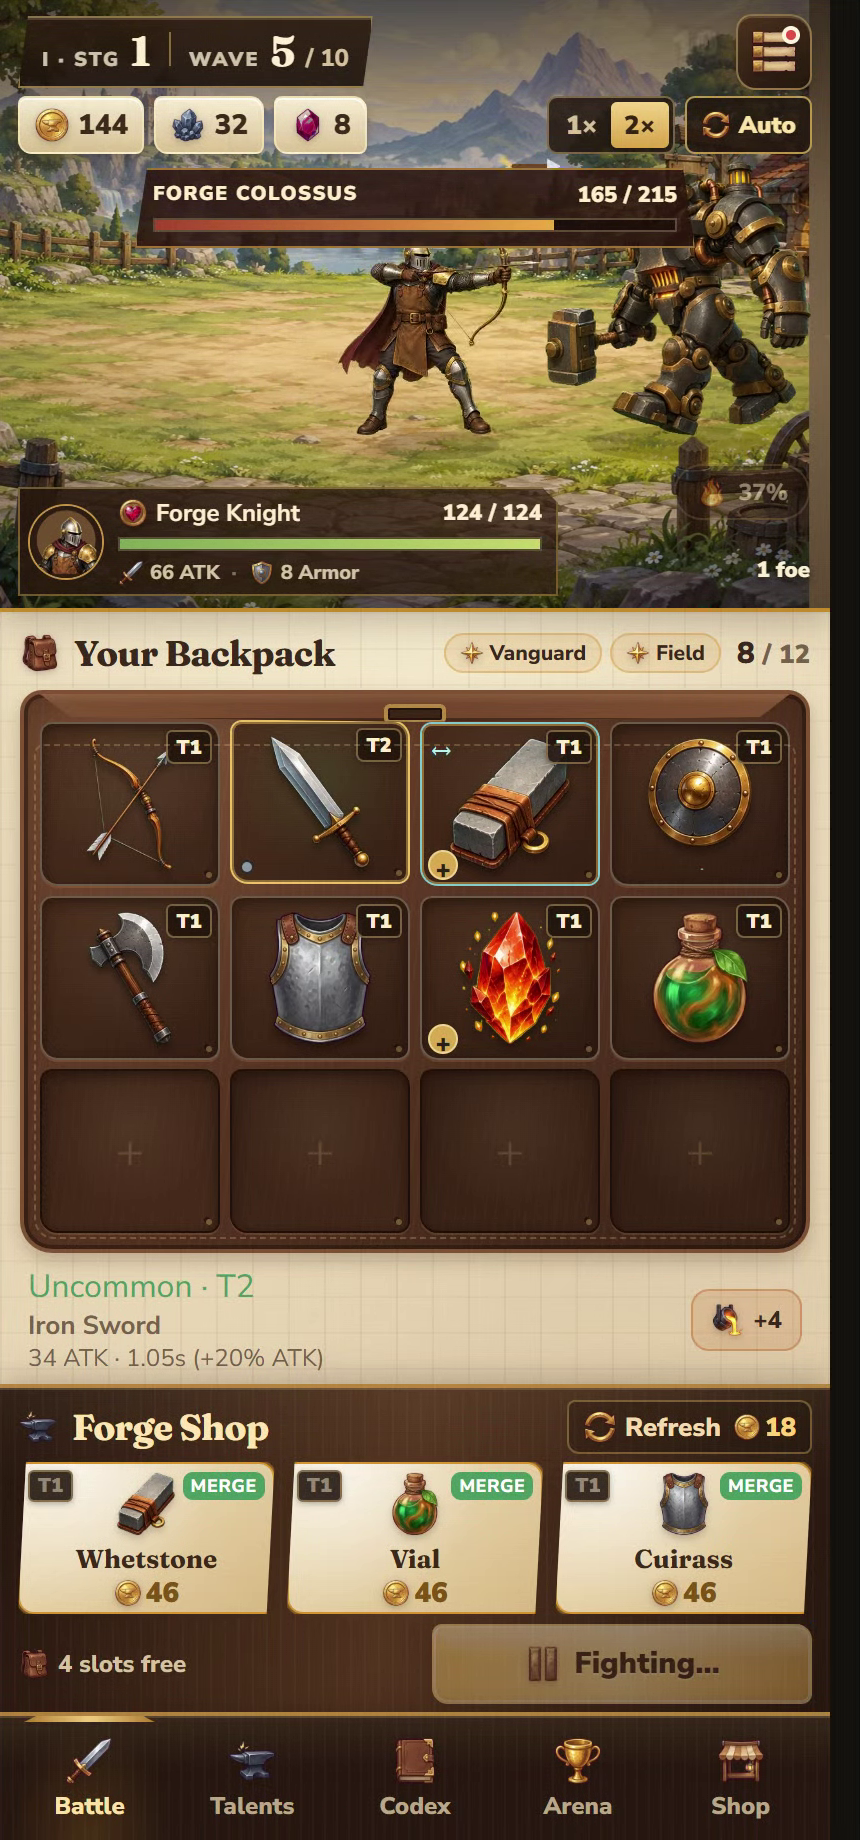 I · STG 1 WAVE 5 / 10
144 32 8 1× 2× Auto
FORGE COLOSSUS 165 / 215
Forge Knight 124 / 124
37%
66 ATK · 8 Armor
1 foe
Your Backpack Vanguard Field 8 / 12
T1 T2 T1 T1
T1 T1 T1 T1
Uncommon · T2
Iron Sword
34 ATK · 1.05s (+20% ATK)
+4
Forge Shop Refresh 18
T1 MERGE T1 MERGE T1 MERGE
Whetstone Vial Cuirass
46 46 46
4 slots free Fighting...
Battle Talents Codex Arena Shop